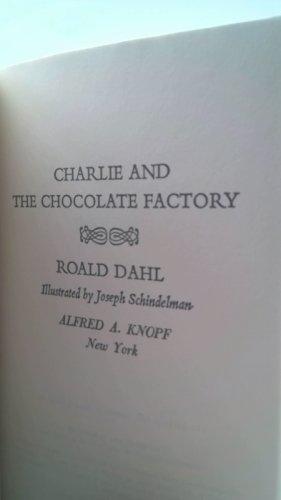 CHARLIE AND
THE CHOCOLATE FACTORY
ROALD DAHL
Illustrated by Joseph Schindelman
ALFRED A. KNOPF
New York